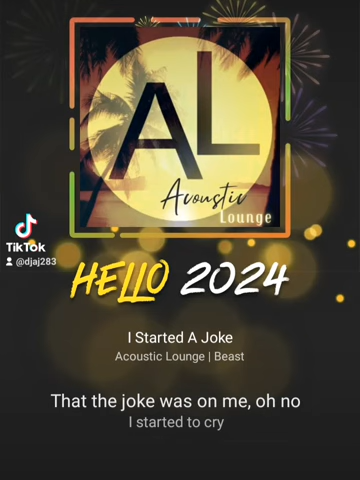 AL
Acoustic
Lounge
TikTok
@djaj283
HELLO 2024
I Started A Joke
Acoustic Lounge | Beast
That the joke was on me, oh no
I started to cry